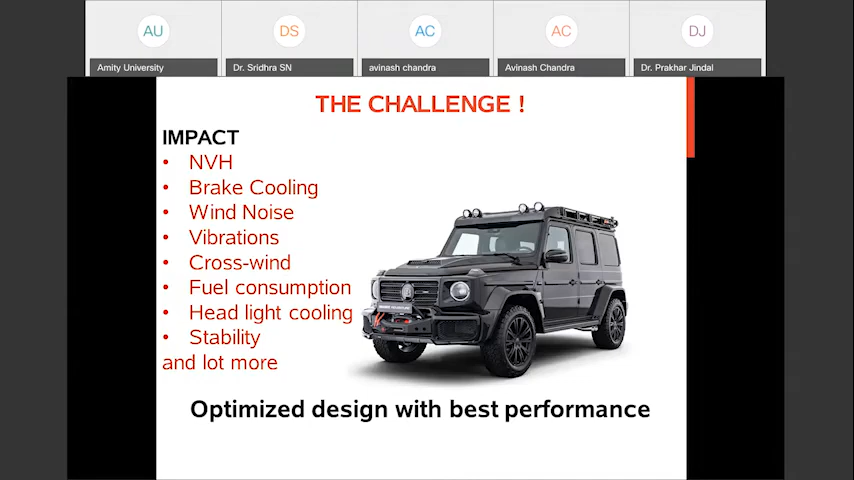 AU DS AC AC DJ
Amity University Dr. Sridhra SN avinash chandra Avinash Chandra Dr. Prakhar Jindal
THE CHALLENGE !
IMPACT
• NVH
• Brake Cooling
• Wind Noise
• Vibrations
• Cross-wind
• Fuel consumption
• Head light cooling
• Stability
and lot more
Optimized design with best performance